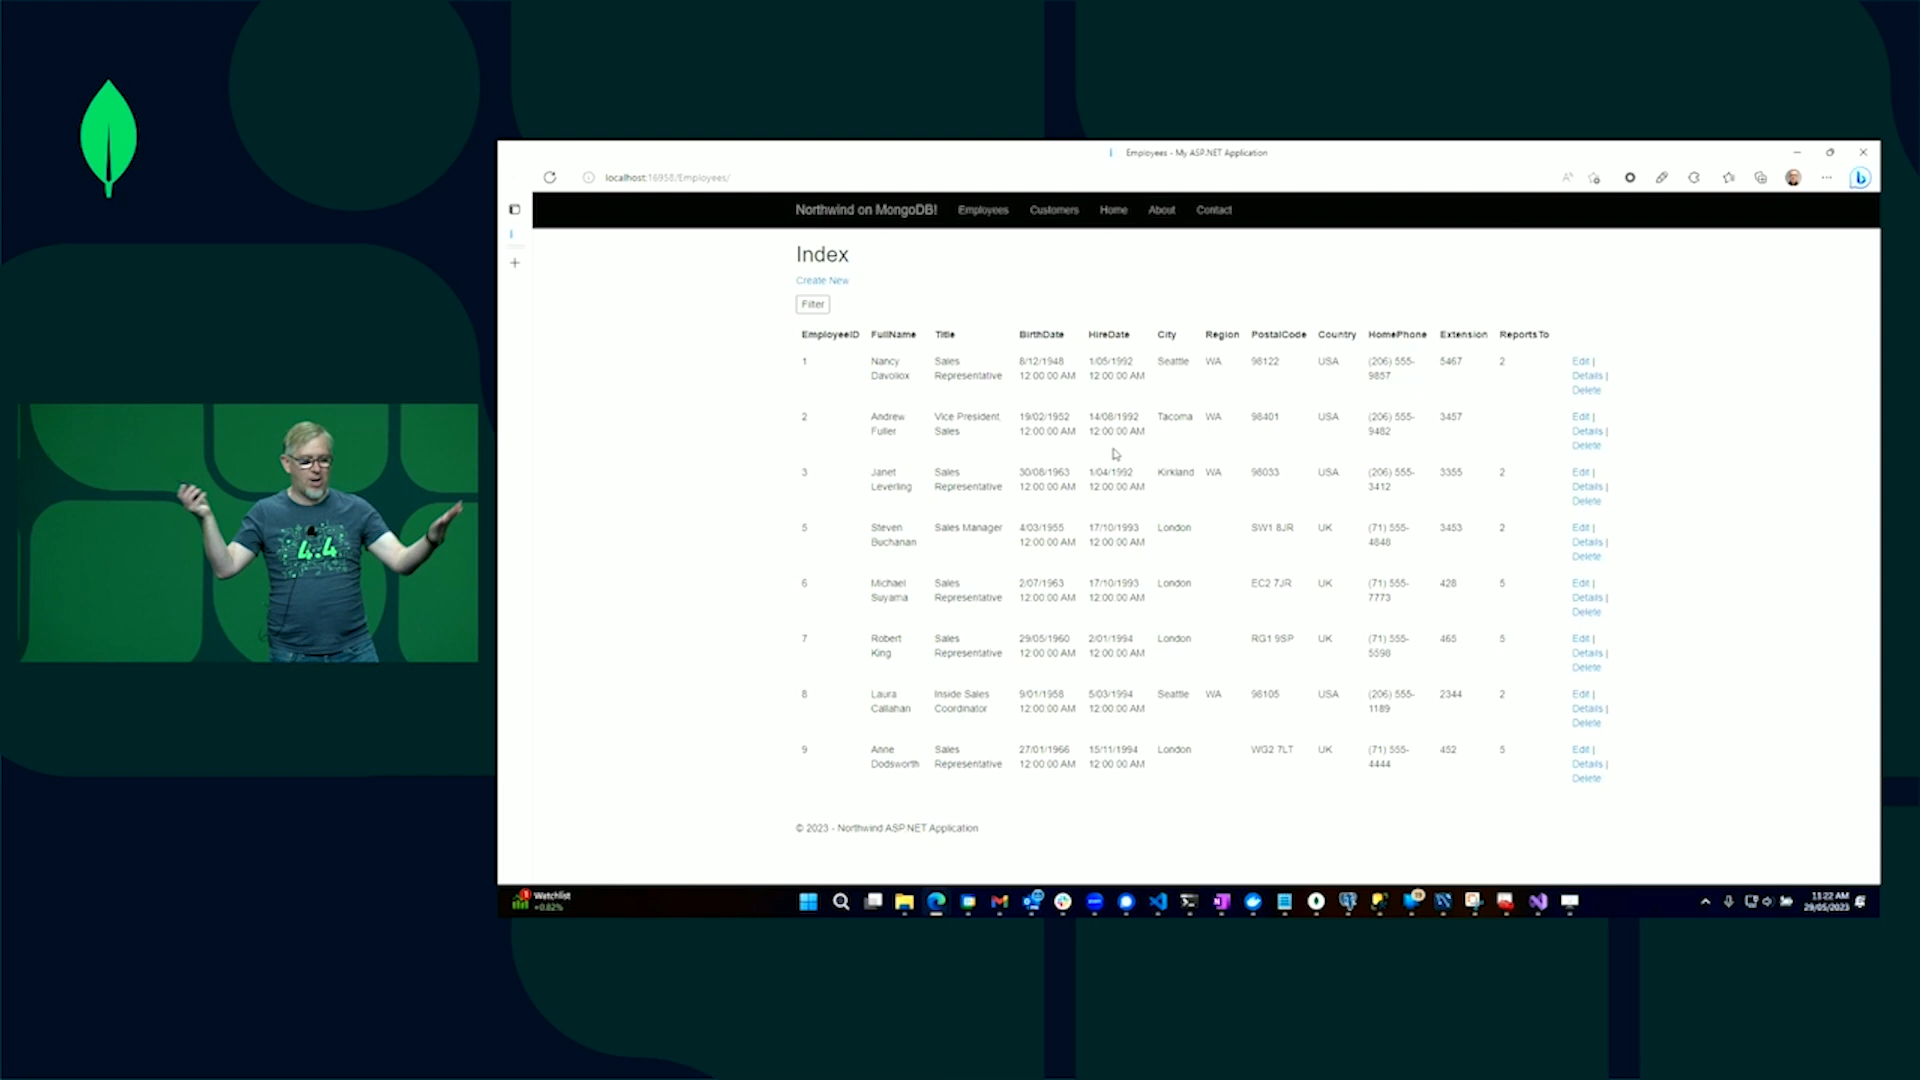 Employees - My ASP.NET Application
localhost:16958/Employees/
Northwind on MongoDB! Employees Customers Home About Contact
Index
Create New
Filter
EmployeeID FullName Title BirthDate HireDate City Region PostalCode Country HomePhone Extension ReportsTo
1 Nancy Sales 8/12/1948 1/05/1992 Seattle WA 98122 USA (206) 555- 5467 2 Edit |
Davoliox Representative 12:00:00 AM 12:00:00 AM 9857 Details |
Delete
2 Andrew Vice President, 19/02/1952 14/08/1992 Tacoma WA 98401 USA (206) 555- 3457 Edit |
Fuller Sales 12:00:00 AM 12:00:00 AM 9482 Details |
Delete
3 Janet Sales 30/08/1963 1/04/1992 Kirkland WA 98033 USA (206) 555- 3355 2 Edit |
Leverling Representative 12:00:00 AM 12:00:00 AM 3412 Details |
Delete
5 Steven Sales Manager 4/03/1955 17/10/1993 London SW1 8JR UK (71) 555- 3453 2 Edit |
Buchanan 12:00:00 AM 12:00:00 AM 4848 Details |
Delete
6 Michael Sales 2/07/1963 17/10/1993 London EC2 7JR UK (71) 555- 428 5 Edit |
Suyama Representative 12:00:00 AM 12:00:00 AM 7773 Details |
Delete
7 Robert Sales 29/05/1960 2/01/1994 London RG1 9SP UK (71) 555- 465 5 Edit |
King Representative 12:00:00 AM 12:00:00 AM 5598 Details |
Delete
8 Laura Inside Sales 9/01/1958 5/03/1994 Seattle WA 98105 USA (206) 555- 2344 2 Edit |
Callahan Coordinator 12:00:00 AM 12:00:00 AM 1189 Details |
Delete
9 Anne Sales 27/01/1966 15/11/1994 London WG2 7LT UK (71) 555- 452 5 Edit |
Dodsworth Representative 12:00:00 AM 12:00:00 AM 4444 Details |
Delete
© 2023 - Northwind ASP.NET Application
4.4
Watchlist
+0.82%
11:22 AM
29/05/2023